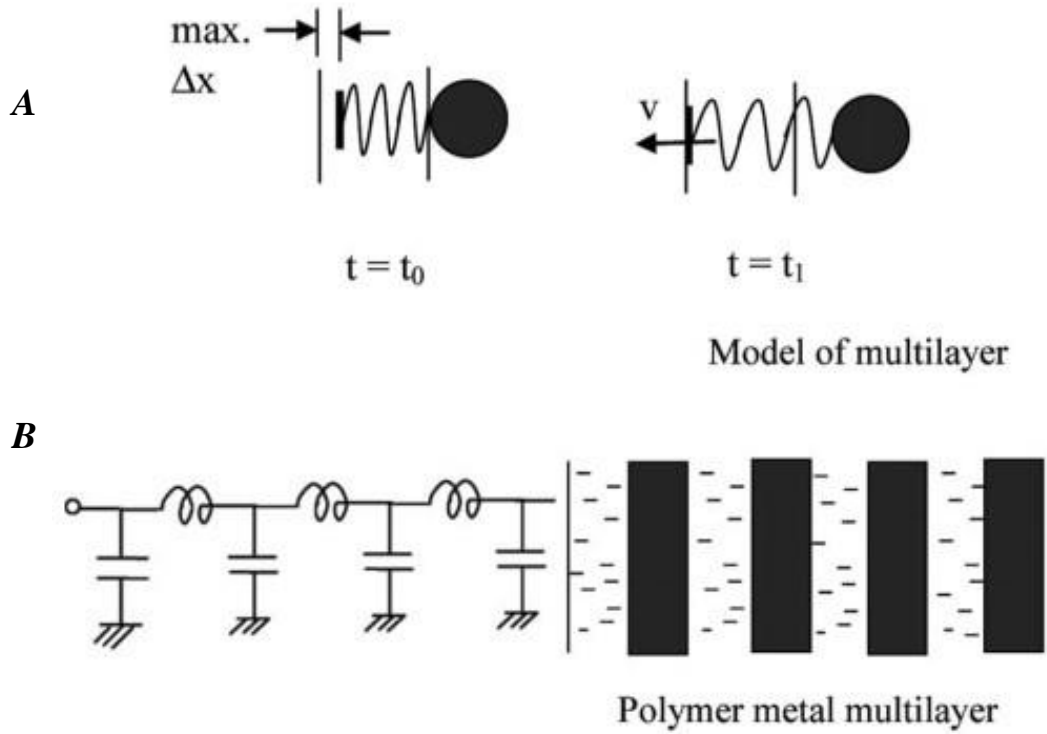 A
max.
Δx
v
t = t₀
t = t₁
Model of multilayer
B
Polymer metal multilayer